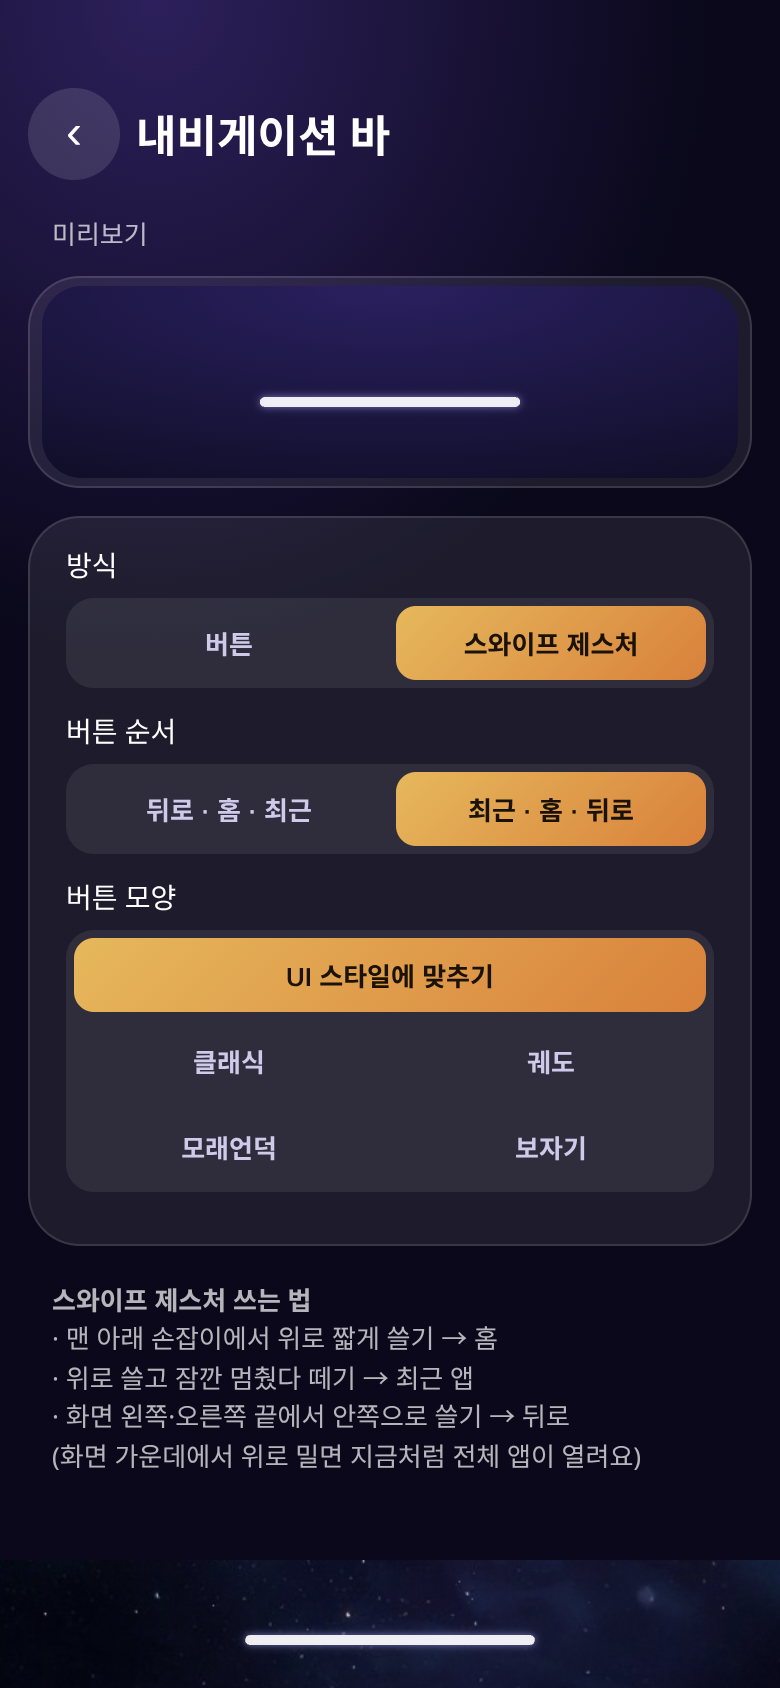 ‹ 내비게이션 바
미리보기
방식
버튼 스와이프 제스처
버튼 순서
뒤로 · 홈 · 최근 최근 · 홈 · 뒤로
버튼 모양
UI 스타일에 맞추기
클래식 궤도
모래언덕 보자기
스와이프 제스처 쓰는 법
· 맨 아래 손잡이에서 위로 짧게 쓸기 → 홈
· 위로 쓸고 잠깐 멈췄다 떼기 → 최근 앱
· 화면 왼쪽·오른쪽 끝에서 안쪽으로 쓸기 → 뒤로
(화면 가운데에서 위로 밀면 지금처럼 전체 앱이 열려요)